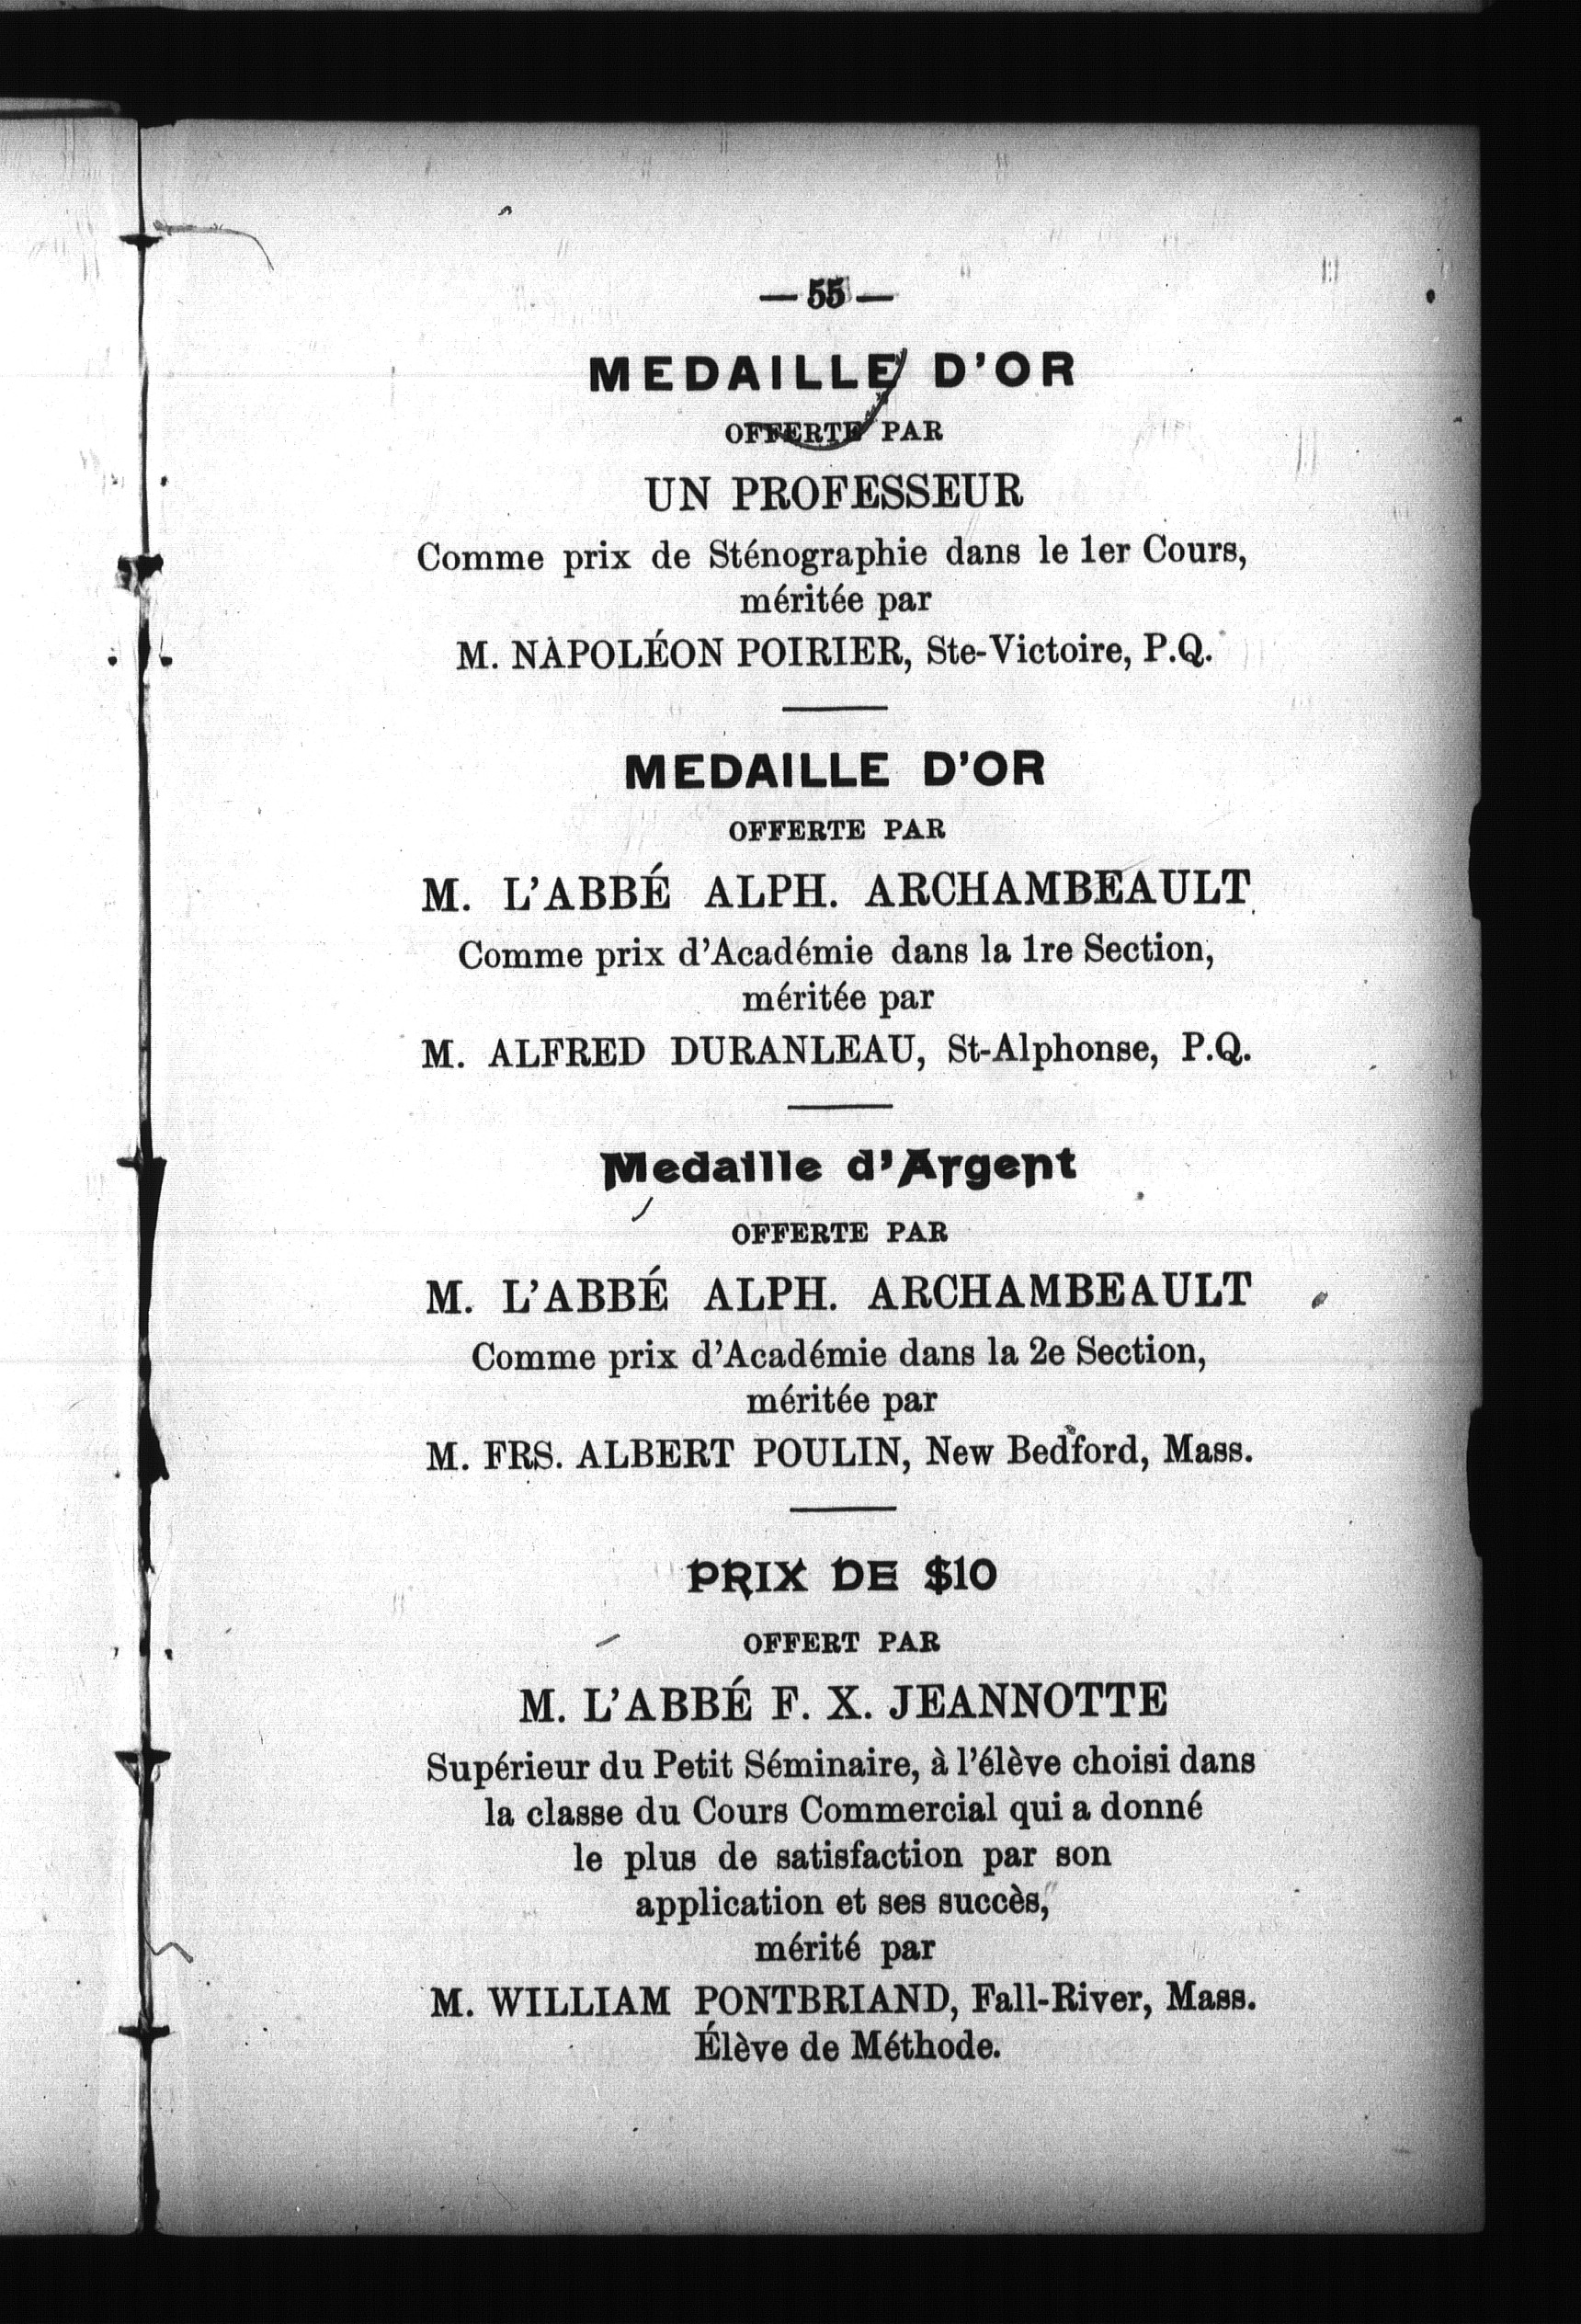 — 55 —
MEDAILLE D'OR
OFFERTE PAR
UN PROFESSEUR
Comme prix de Sténographie dans le 1er Cours,
méritée par
M. NAPOLÉON POIRIER, Ste-Victoire, P.Q.
MEDAILLE D'OR
OFFERTE PAR
M. L'ABBÉ ALPH. ARCHAMBEAULT
Comme prix d'Académie dans la 1re Section,
méritée par
M. ALFRED DURANLEAU, St-Alphonse, P.Q.
Medaille d'Argent
OFFERTE PAR
M. L'ABBÉ ALPH. ARCHAMBEAULT
Comme prix d'Académie dans la 2e Section,
méritée par
M. FRS. ALBERT POULIN, New Bedford, Mass.
PRIX DE $10
OFFERT PAR
M. L'ABBÉ F. X. JEANNOTTE
Supérieur du Petit Séminaire, à l'élève choisi dans
la classe du Cours Commercial qui a donné
le plus de satisfaction par son
application et ses succès,
mérité par
M. WILLIAM PONTBRIAND, Fall-River, Mass.
Élève de Méthode.